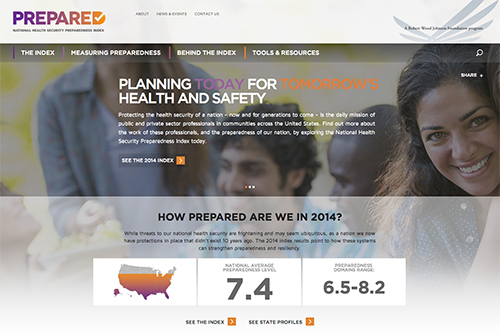 PREPARED
NATIONAL HEALTH SECURITY PREPAREDNESS INDEX
ABOUT NEWS & EVENTS CONTACT US
A Robert Wood Johnson Foundation program
THE INDEX MEASURING PREPAREDNESS BEHIND THE INDEX TOOLS & RESOURCES
SHARE +
PLANNING TODAY FOR TOMORROW'S
HEALTH AND SAFETY
Protecting the health security of a nation – now and for generations to come – is the daily mission of
public and private sector professionals in communities across the United States. Find out more about
the work of these professionals, and the preparedness of our nation, by exploring the National Health
Security Preparedness Index today.
SEE THE 2014 INDEX
HOW PREPARED ARE WE IN 2014?
While threats to our national health security are frightening and may seem ubiquitous, as a nation we now
have protections in place that didn't exist 10 years ago. The 2014 Index results point to how these systems
can strengthen preparedness and resiliency.
NATIONAL AVERAGE
PREPAREDNESS LEVEL
7.4
PREPAREDNESS
DOMAINS RANGE:
6.5-8.2
SEE THE INDEX SEE STATE PROFILES